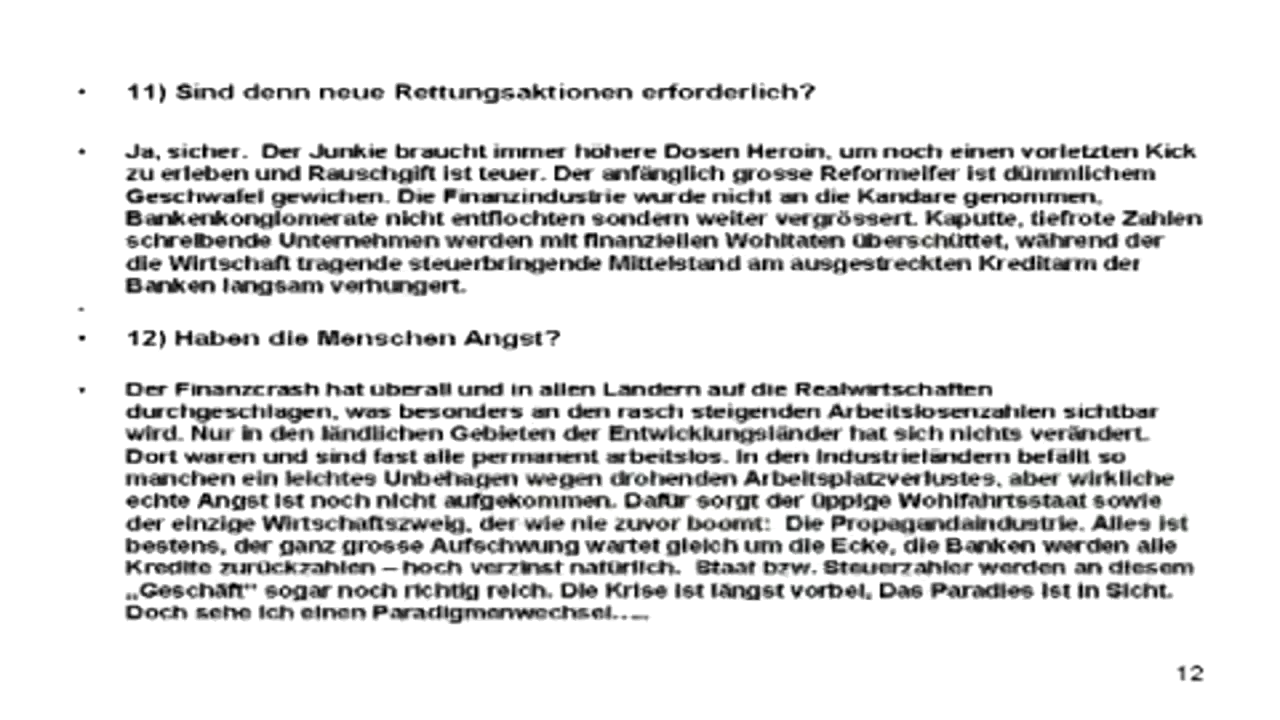 • 11) Sind denn neue Rettungsaktionen erforderlich?
• Ja, sicher. Der Junkie braucht immer höhere Dosen Heroin, um noch einen vorletzten Kick
zu erleben und Rauschgift ist teuer. Der anfänglich grosse Reformeifer ist dümmlichem
Geschwafel gewichen. Die Finanzindustrie wurde nicht an die Kandare genommen,
Bankenkonglomerate nicht entflochten sondern weiter vergrössert. Kaputte, tiefrote Zahlen
schreibende Unternehmen werden mit finanziellen Wohltaten überschüttet, während der
die Wirtschaft tragende steuerbringende Mittelstand am ausgestreckten Kreditarm der
Banken langsam verhungert.
•
• 12) Haben die Menschen Angst?
• Der Finanzcrash hat überall und in allen Ländern auf die Realwirtschaften
durchgeschlagen, was besonders an den rasch steigenden Arbeitslosenzahlen sichtbar
wird. Nur in den ländlichen Gebieten der Entwicklungsländer hat sich nichts verändert.
Dort waren und sind fast alle permanent arbeitslos. In den Industrieländern befällt so
manchen ein leichtes Unbehagen wegen drohenden Arbeitsplatzverlustes, aber wirkliche
echte Angst ist noch nicht aufgekommen. Dafür sorgt der üppige Wohlfahrtsstaat sowie
der einzige Wirtschaftszweig, der wie nie zuvor boomt: Die Propagandaindustrie. Alles ist
bestens, der ganz grosse Aufschwung wartet gleich um die Ecke, die Banken werden alle
Kredite zurückzahlen – hoch verzinst natürlich. Staat bzw. Steuerzahler werden an diesem
„Geschäft" sogar noch richtig reich. Die Krise ist längst vorbei, Das Paradies ist in Sicht.
Doch sehe ich einen Paradigmenwechsel…..
12